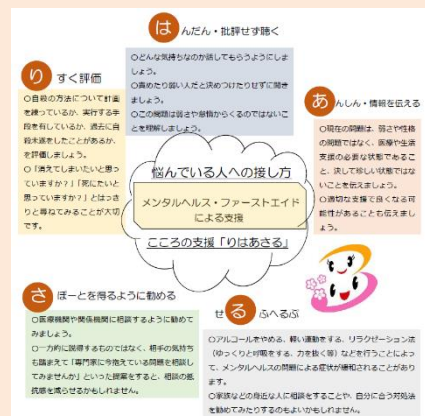 はんだん・批評せず聴く
○どんな気持ちなのか話してもらうようにしま
しょう。
○責めたり弱い人だと決めつけたりせずに聞き
ましょう。
○この問題は弱さや怠惰からくるのではないこ
とを理解しましょう。
りすく評価
○自殺の方法について計画
を練っているか、実行する手
段を有しているか、過去に自
殺未遂をしたことがあるか、
を評価しましょう。
○「消えてしまいたいと思っ
ていますか？」「死にたいと
思っていますか？」とはっき
りと尋ねてみることが大切
です。
あんしん・情報を伝える
○現在の問題は、弱さや性格
の問題ではなく、医療や生活
支援の必要な状態であるこ
と、決して珍しい状態ではな
いことを伝えましょう。
○適切な支援で良くなる可
能性があることも伝えまし
ょう。
悩んでいる人への接し方
メンタルヘルス・ファーストエイド
による支援
こころの支援「りはあさる」
さぽーとを得るように勧める
○医療機関や関係機関に相談するように勧めて
みましょう。
○一方的に説得するものではなく、相手の気持ち
も踏まえて「専門家に今抱えている問題を相談し
てみませんか」といった提案をすると、相談の抵
抗感を減らせるかもしれません。
せるふへるぷ
○アルコールをやめる、軽い運動をする、リラクゼーション法
（ゆっくりと呼吸をする、力を抜く等）などを行うことによっ
て、メンタルヘルスの問題による症状が緩和されることがあり
ます。
○家族などの身近な人に相談をすることや、自分に合う対処法
を勧めてみたりするのもよいかもしれません。